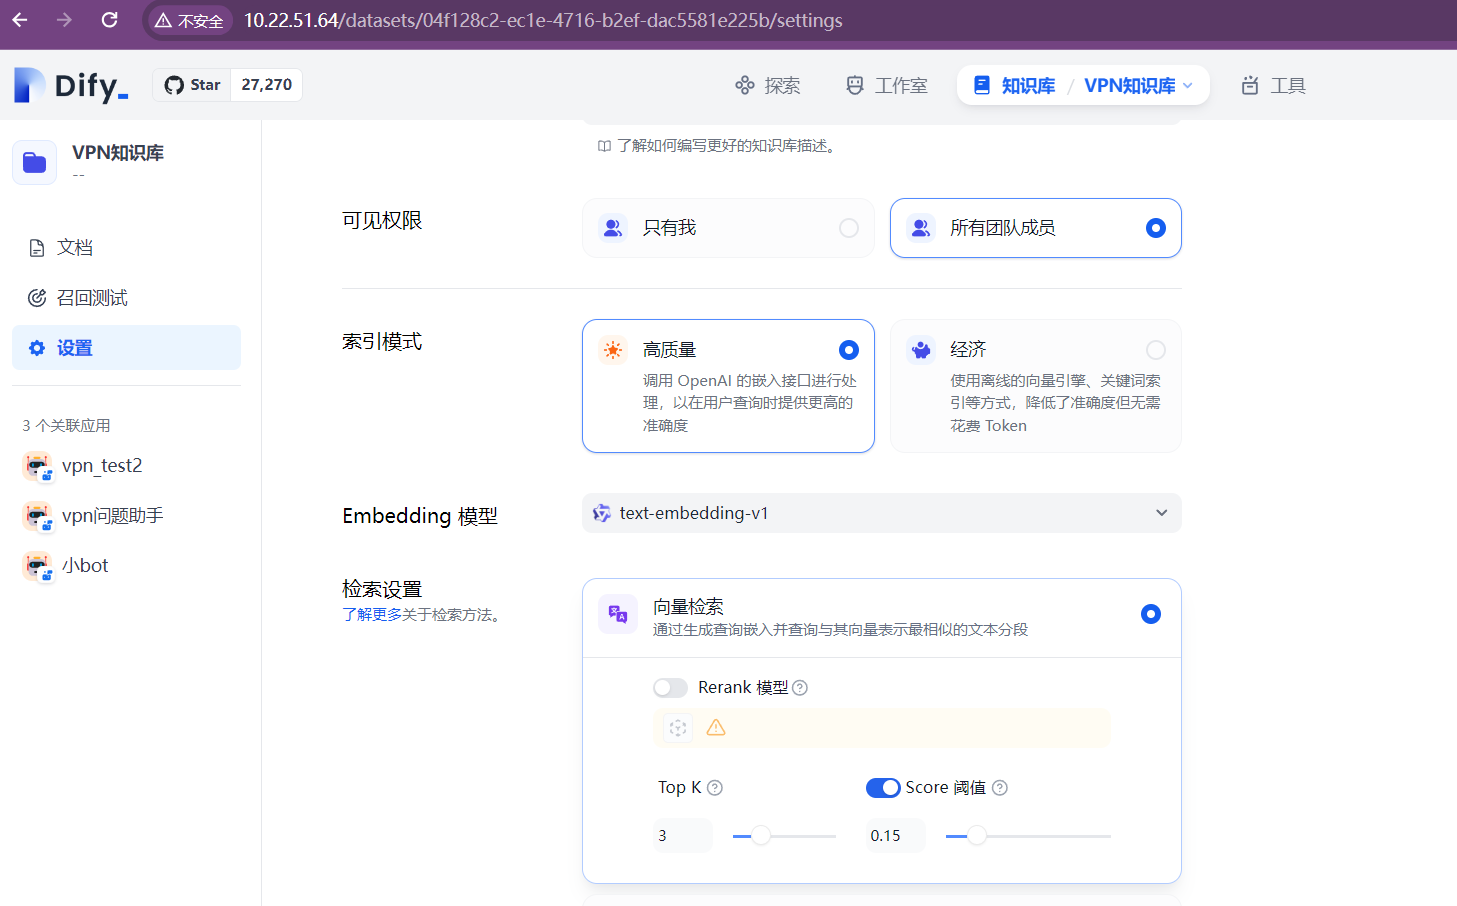 不安全 10.22.51.64/datasets/04f128c2-ec1e-4716-b2ef-dac5581e225b/settings
Dify_ Star 27,270 探索 工作室 知识库 / VPN知识库 工具
VPN知识库
--
文档
召回测试
设置
3 个关联应用
vpn_test2
vpn问题助手
小bot
了解如何编写更好的知识库描述。
可见权限
只有我
所有团队成员
索引模式
高质量
调用 OpenAI 的嵌入接口进行处
理，以在用户查询时提供更高的
准确度
经济
使用离线的向量引擎、关键词索
引等方式，降低了准确度但无需
花费 Token
Embedding 模型
text-embedding-v1
检索设置
了解更多关于检索方法。
向量检索
通过生成查询嵌入并查询与其向量表示最相似的文本分段
Rerank 模型
Top K
Score 阈值
3
0.15